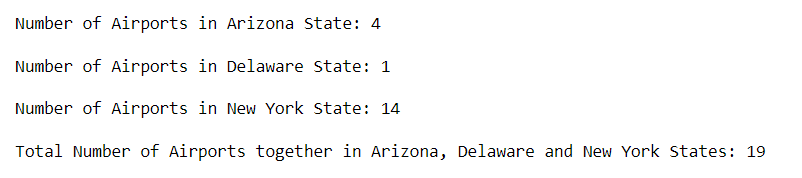 Number of Airports in Arizona State: 4
Number of Airports in Delaware State: 1
Number of Airports in New York State: 14
Total Number of Airports together in Arizona, Delaware and New York States: 19